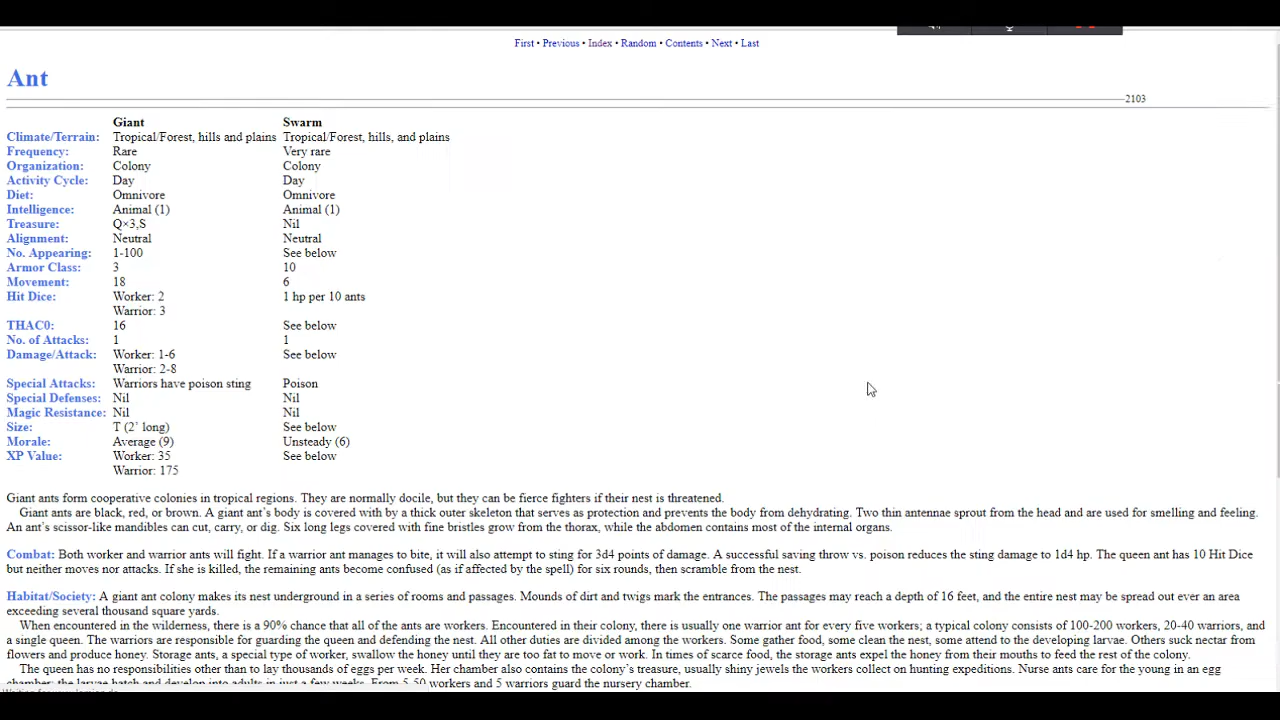 First • Previous • Index • Random • Contents • Next • Last
Ant
2103
Giant Swarm
Climate/Terrain: Tropical/Forest, hills and plains Tropical/Forest, hills, and plains
Frequency: Rare Very rare
Organization: Colony Colony
Activity Cycle: Day Day
Diet: Omnivore Omnivore
Intelligence: Animal (1) Animal (1)
Treasure: Q×3,S Nil
Alignment: Neutral Neutral
No. Appearing: 1-100 See below
Armor Class: 3 10
Movement: 18 6
Hit Dice: Worker: 2 1 hp per 10 ants
Warrior: 3
THAC0: 16 See below
No. of Attacks: 1 1
Damage/Attack: Worker: 1-6 See below
Warrior: 2-8
Special Attacks: Warriors have poison sting Poison
Special Defenses: Nil Nil
Magic Resistance: Nil Nil
Size: T (2' long) See below
Morale: Average (9) Unsteady (6)
XP Value: Worker: 35 See below
Warrior: 175
Giant ants form cooperative colonies in tropical regions. They are normally docile, but they can be fierce fighters if their nest is threatened.
Giant ants are black, red, or brown. A giant ant's body is covered with by a thick outer skeleton that serves as protection and prevents the body from dehydrating. Two thin antennae sprout from the head and are used for smelling and feeling.
An ant's scissor-like mandibles can cut, carry, or dig. Six long legs covered with fine bristles grow from the thorax, while the abdomen contains most of the internal organs.
Combat: Both worker and warrior ants will fight. If a warrior ant manages to bite, it will also attempt to sting for 3d4 points of damage. A successful saving throw vs. poison reduces the sting damage to 1d4 hp. The queen ant has 10 Hit Dice
but neither moves nor attacks. If she is killed, the remaining ants become confused (as if affected by the spell) for six rounds, then scramble from the nest.
Habitat/Society: A giant ant colony makes its nest underground in a series of rooms and passages. Mounds of dirt and twigs mark the entrances. The passages may reach a depth of 16 feet, and the entire nest may be spread out ever an area
exceeding several thousand square yards.
When encountered in the wilderness, there is a 90% chance that all of the ants are workers. Encountered in their colony, there is usually one warrior ant for every five workers; a typical colony consists of 100-200 workers, 20-40 warriors, and
a single queen. The warriors are responsible for guarding the queen and defending the nest. All other duties are divided among the workers. Some gather food, some clean the nest, some attend to the developing larvae. Others suck nectar from
flowers and produce honey. Storage ants, a special type of worker, swallow the honey until they are too fat to move or work. In times of scarce food, the storage ants expel the honey from their mouths to feed the rest of the colony.
The queen has no responsibilities other than to lay thousands of eggs per week. Her chamber also contains the colony's treasure, usually shiny jewels the workers collect on hunting expeditions. Nurse ants care for the young in an egg
chamber; the larvae hatch and develop into adults in just a few weeks. From 5-50 workers and 5 warriors guard the nursery chamber.